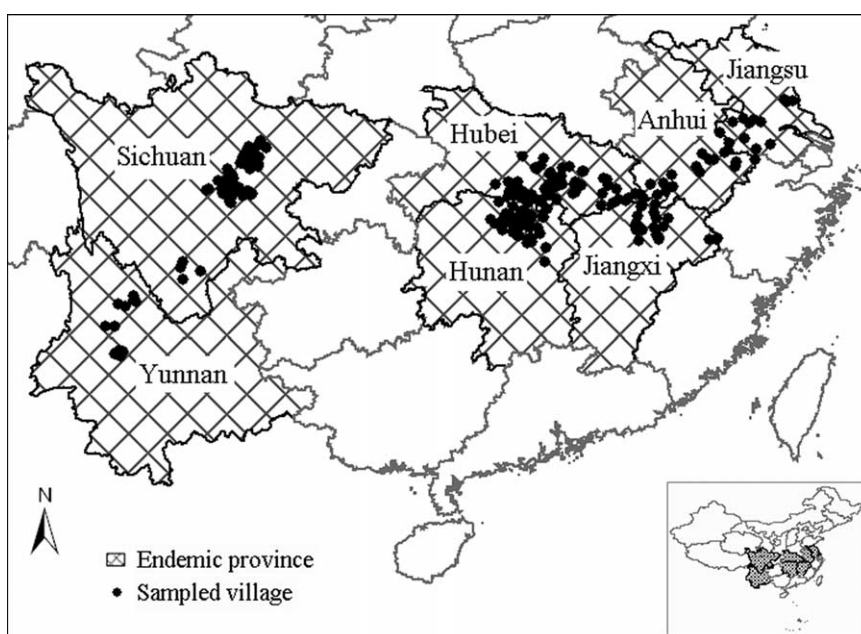 Jiangsu
Anhui
Hubei
Sichuan
Hunan
Jiangxi
Yunnan
N
Endemic province
Sampled village